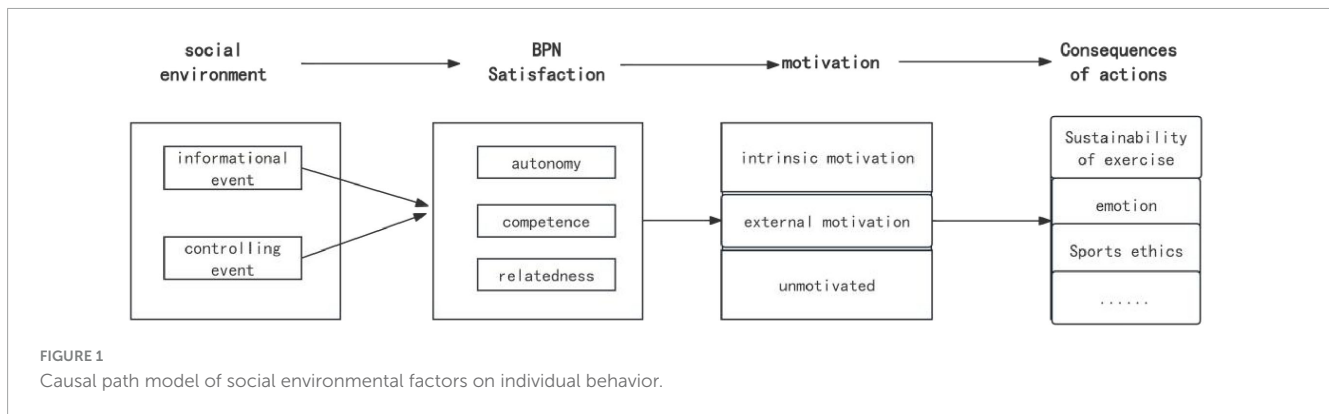 social
environment
BPN
Satisfaction
motivation
Consequences
of actions
informational
event
controlling
event
autonomy
competence
relatedness
intrinsic motivation
external motivation
unmotivated
Sustainability
of exercise
emotion
Sports ethics
......
FIGURE 1
Causal path model of social environmental factors on individual behavior.